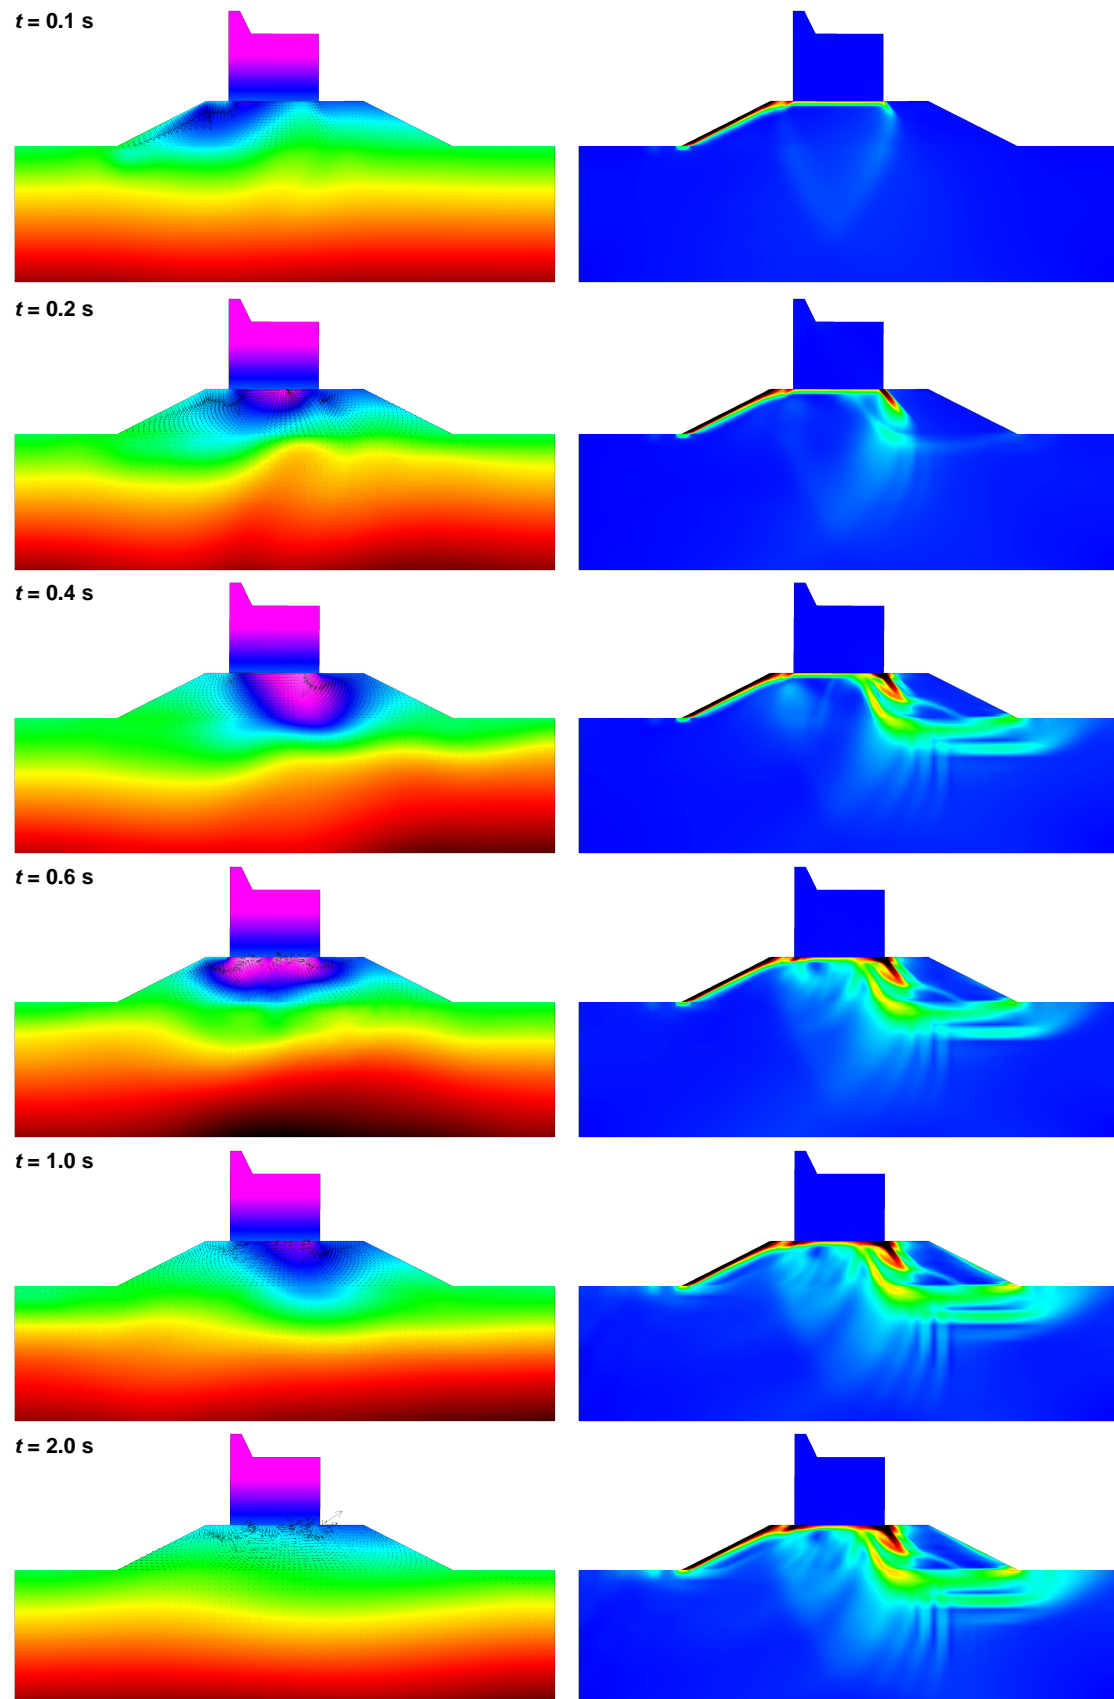 t = 0.1 s
t = 0.2 s
t = 0.4 s
t = 0.6 s
t = 1.0 s
t = 2.0 s